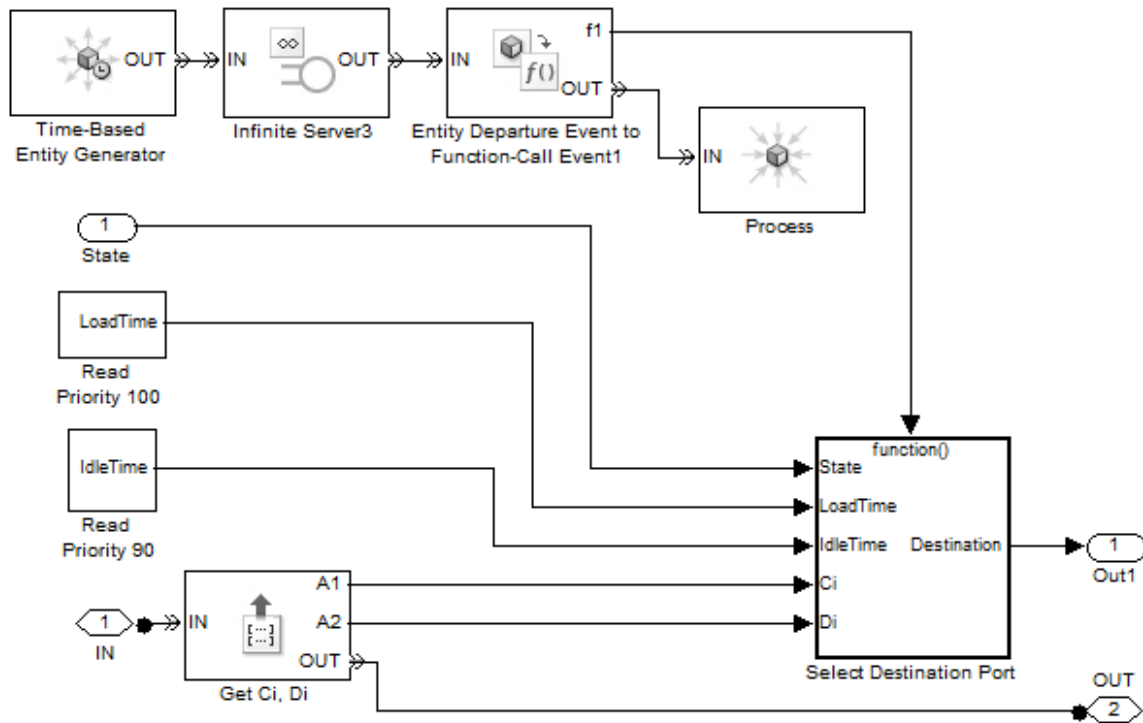 OUT
IN
∞
OUT
IN
f()
f1
OUT
Time-Based
Entity Generator
Infinite Server3
Entity Departure Event to
Function-Call Event1
IN
Process
1
State
LoadTime
Read
Priority 100
IdleTime
Read
Priority 90
function()
State
LoadTime
IdleTime
Destination
Ci
Di
Select Destination Port
1
Out1
1
IN
IN
[...]
A1
A2
OUT
Get Ci, Di
OUT
2